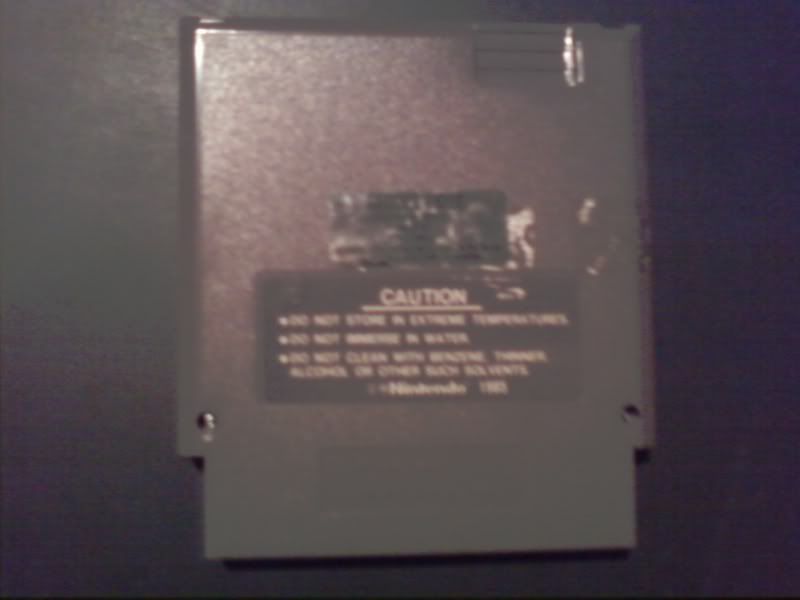 CAUTION
DO NOT STORE IN EXTREME TEMPERATURES.
DO NOT IMMERSE IN WATER.
DO NOT CLEAN WITH BENZENE, THINNER,
ALCOHOL OR OTHER SUCH SOLVENTS.
Nintendo 1985